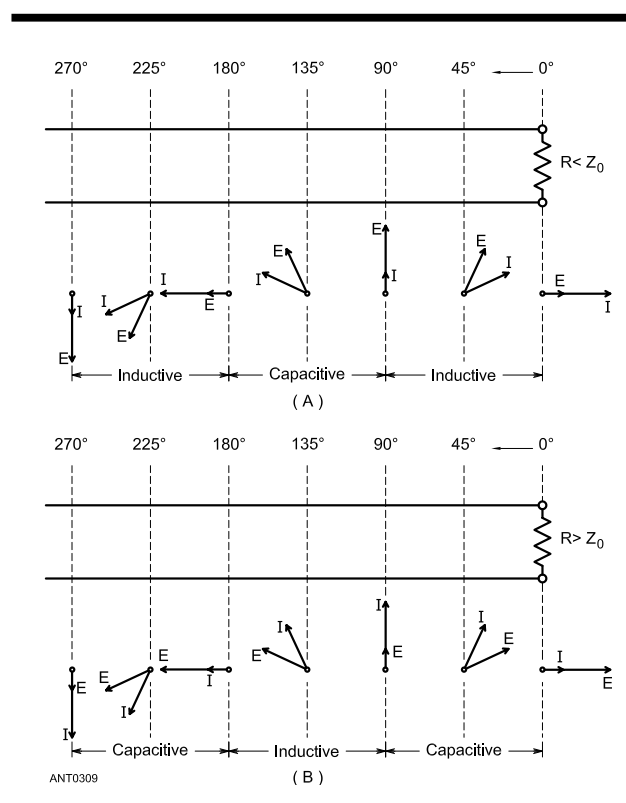 270° 225° 180° 135° 90° 45° 0°
R< Z₀
E E E
I I I E
I I E
I I E I
E E
Inductive Capacitive Inductive
( A )
270° 225° 180° 135° 90° 45° 0°
R> Z₀
I I I
E E E I
E E I
E E I E
I I
Capacitive Inductive Capacitive
ANT0309 ( B )